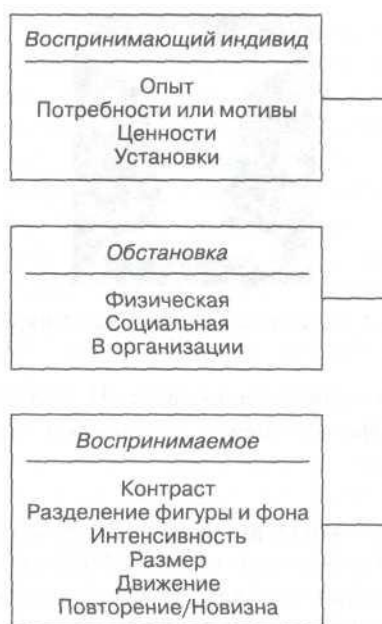 Воспринимающий индивид
Опыт
Потребности или мотивы
Ценности
Установки
Обстановка
Физическая
Социальная
В организации
Воспринимаемое
Контраст
Разделение фигуры и фона
Интенсивность
Размер
Движение
Повторение/Новизна